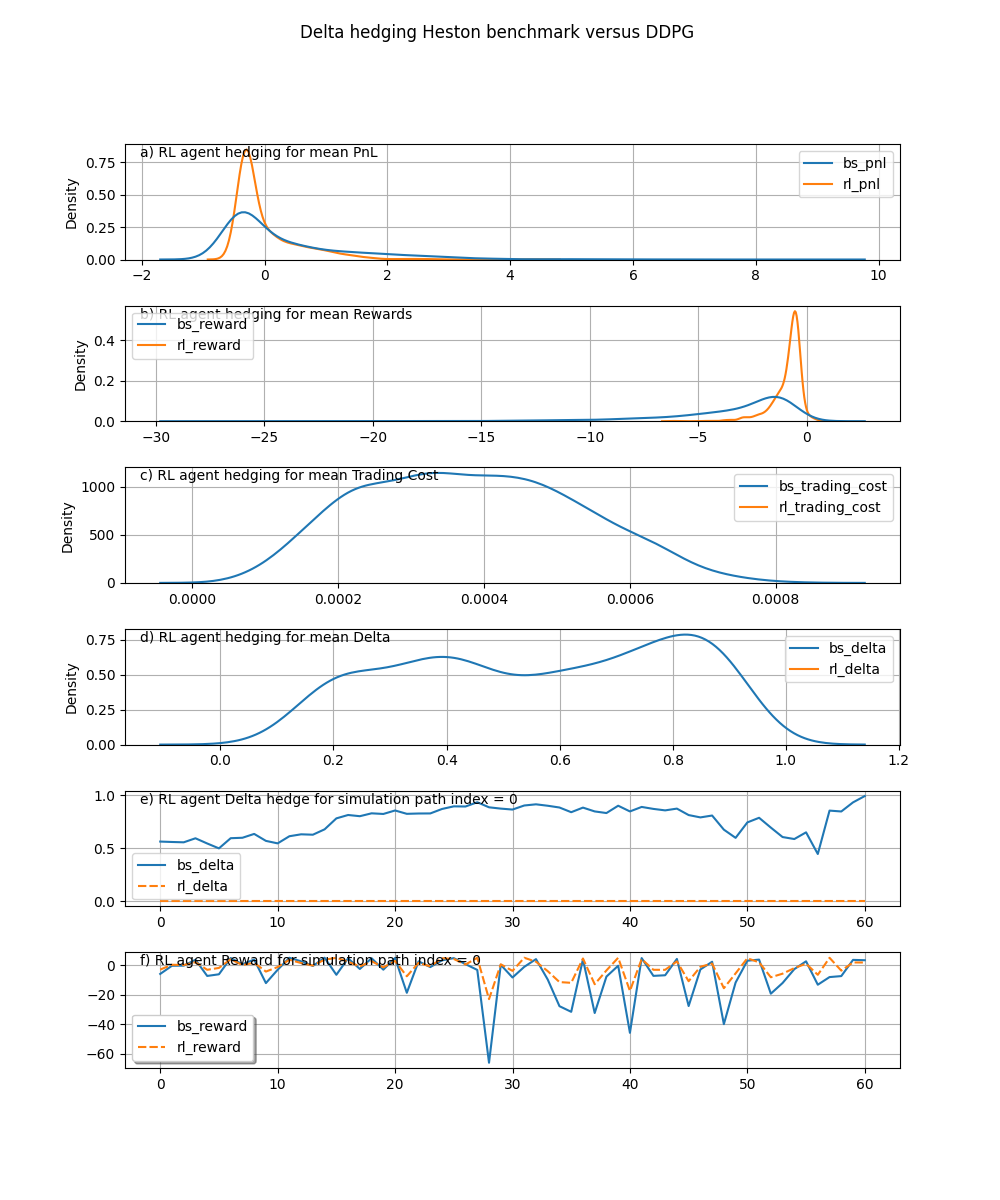 Delta hedging Heston benchmark versus DDPG
a) RL agent hedging for mean PnL
bs_pnl
rl_pnl
Density
0.75
0.50
0.25
0.00
−2 0 2 4 6 8 10
b) RL agent hedging for mean Rewards
bs_reward
rl_reward
Density
0.4
0.2
0.0
−30 −25 −20 −15 −10 −5 0
c) RL agent hedging for mean Trading Cost
bs_trading_cost
rl_trading_cost
Density
1000
500
0
0.0000 0.0002 0.0004 0.0006 0.0008
d) RL agent hedging for mean Delta
bs_delta
rl_delta
Density
0.75
0.50
0.25
0.00
0.0 0.2 0.4 0.6 0.8 1.0 1.2
e) RL agent Delta hedge for simulation path index = 0
1.0
0.5
0.0
bs_delta
rl_delta
0 10 20 30 40 50 60
f) RL agent Reward for simulation path index = 0
0
−20
−40
−60
bs_reward
rl_reward
0 10 20 30 40 50 60